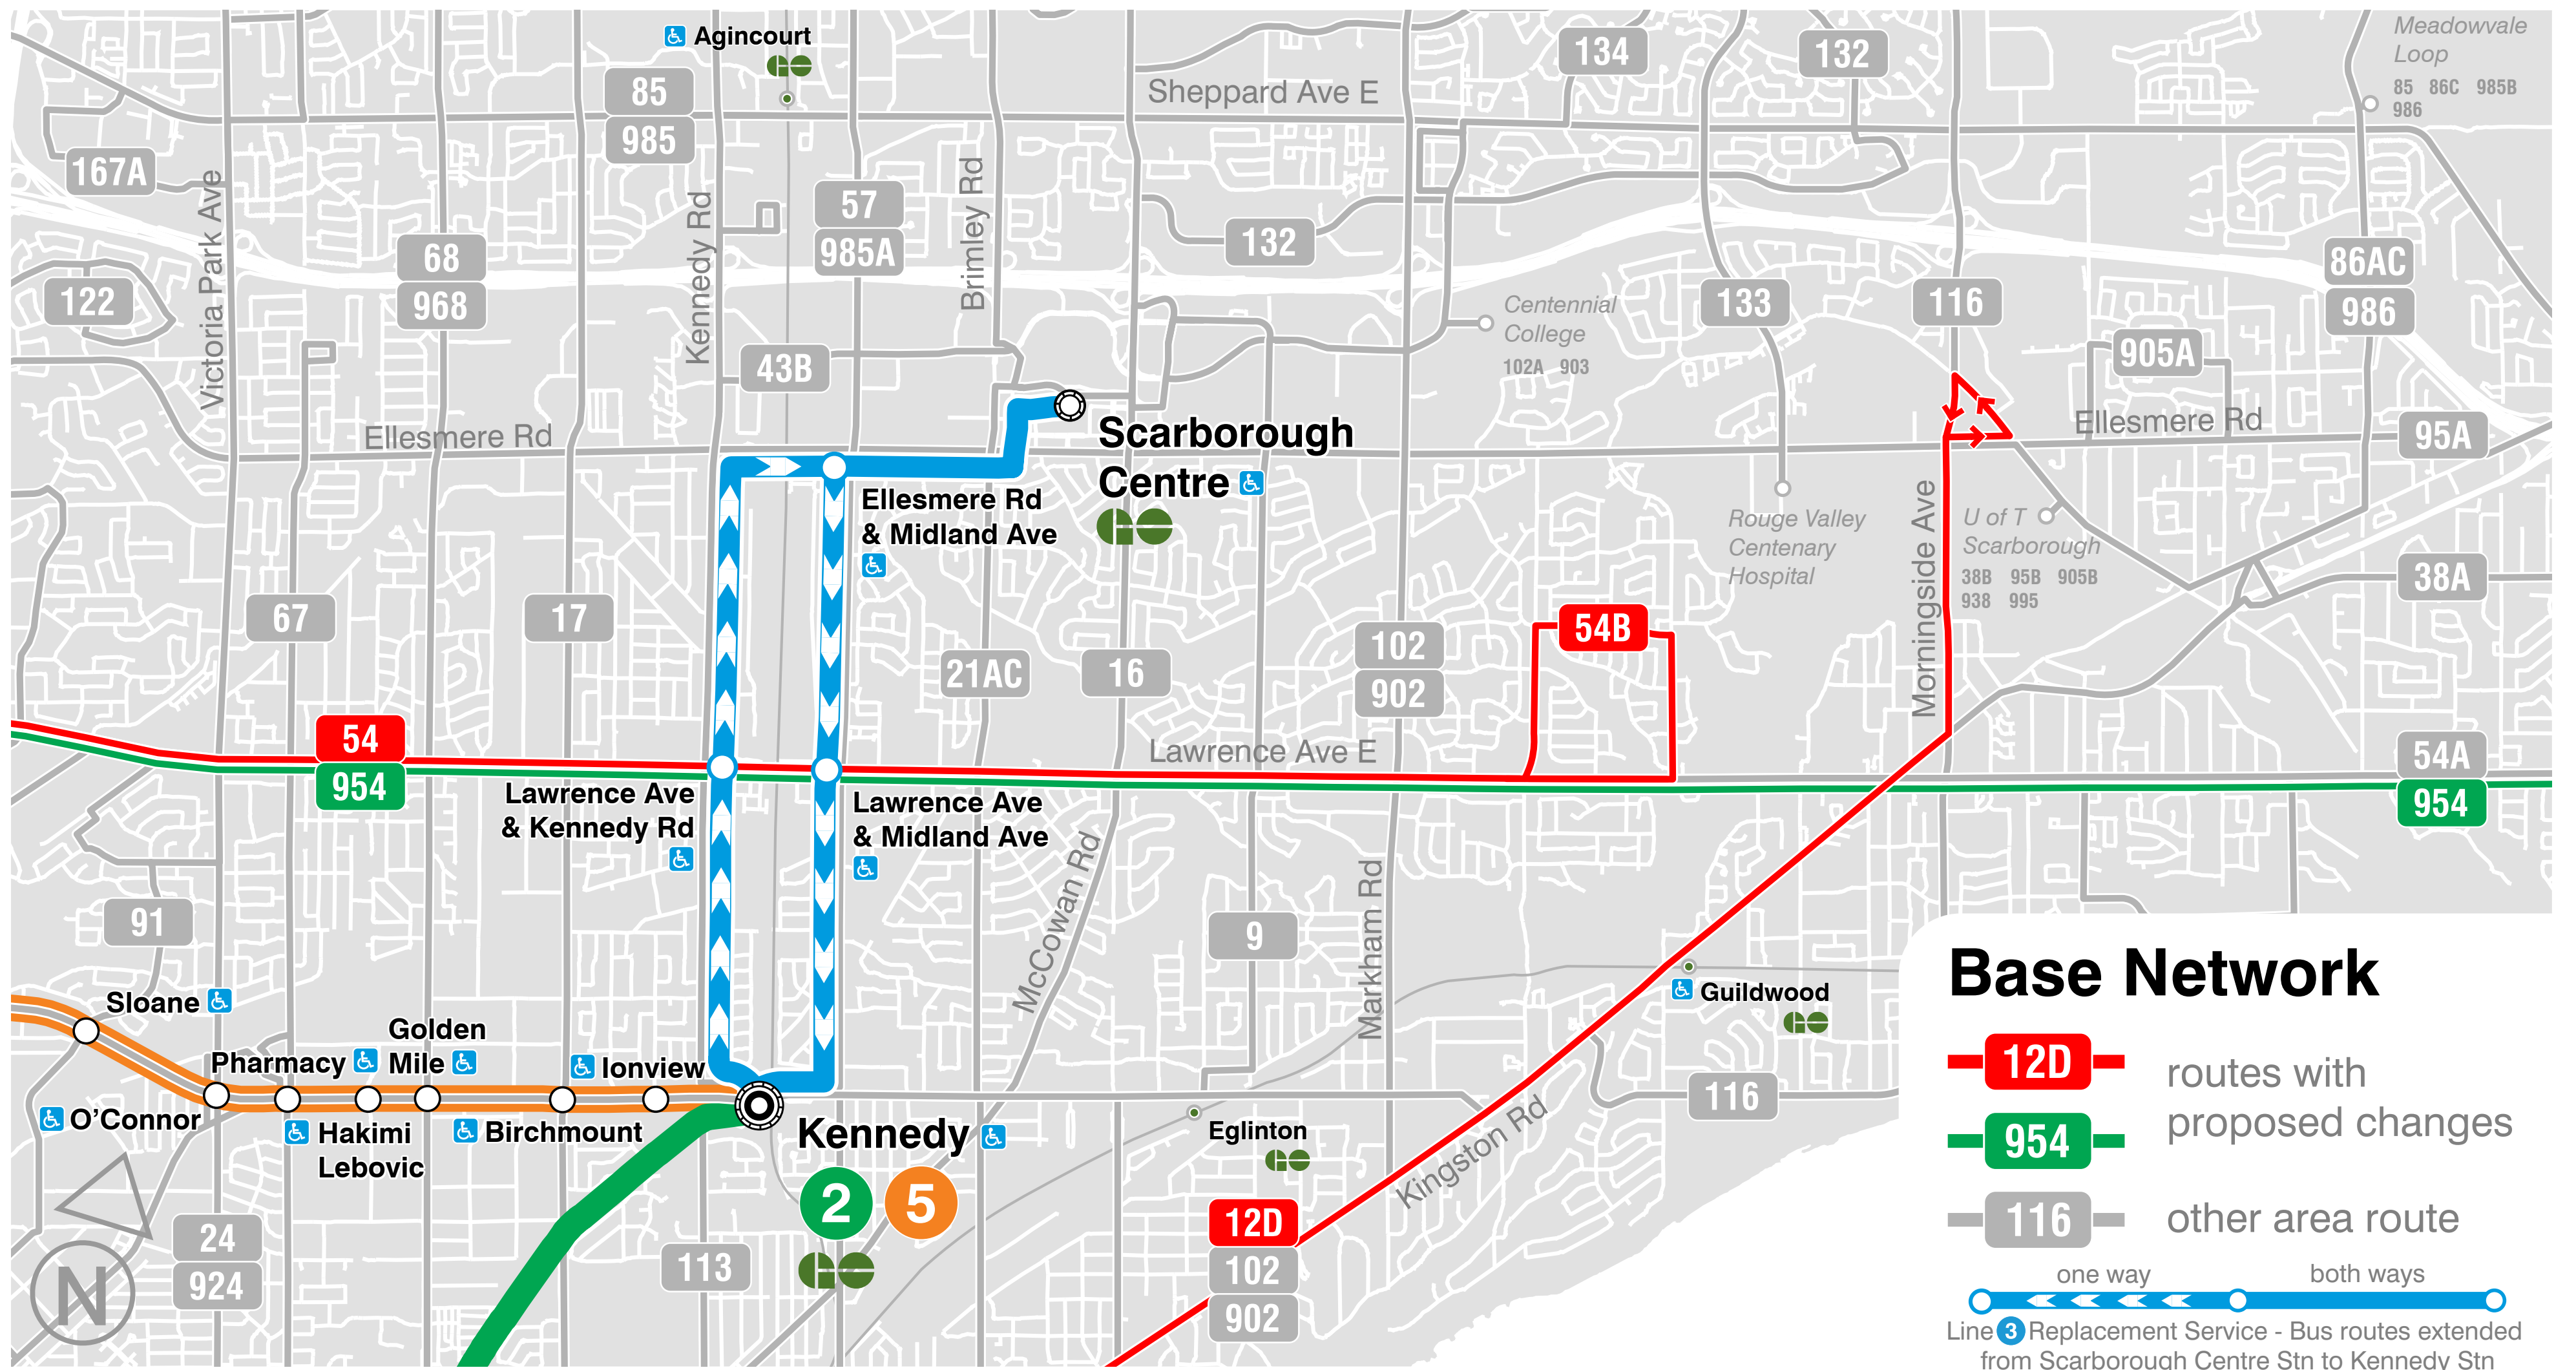 Agincourt
134
132
Meadowvale
Loop
85 86C 985B
986
85
985
Sheppard Ave E
167A
Victoria Park Ave
Kennedy Rd
57
985A
Brimley Rd
68
968
132
122
43B
Centennial
College
102A 903
133
116
86AC
986
905A
Ellesmere Rd
Scarborough
Centre
Ellesmere Rd
95A
Ellesmere Rd
& Midland Ave
Rouge Valley
Centenary
Hospital
Morningside Ave
U of T
Scarborough
38B 95B 905B
938 995
38A
67
17
21AC
16
102
902
54B
54
954
Lawrence Ave E
54A
954
Lawrence Ave
& Kennedy Rd
Lawrence Ave
& Midland Ave
McCowan Rd
Markham Rd
91
9
Sloane
Golden
Mile
Pharmacy
Ionview
O'Connor
Hakimi
Lebovic
Birchmount
Kennedy
2 5
Eglinton
Guildwood
116
Kingston Rd
12D
102
902
24
924
113
N
Base Network
12D
954
routes with
proposed changes
116
other area route
one way
both ways
Line 3 Replacement Service - Bus routes extended
from Scarborough Centre Stn to Kennedy Stn